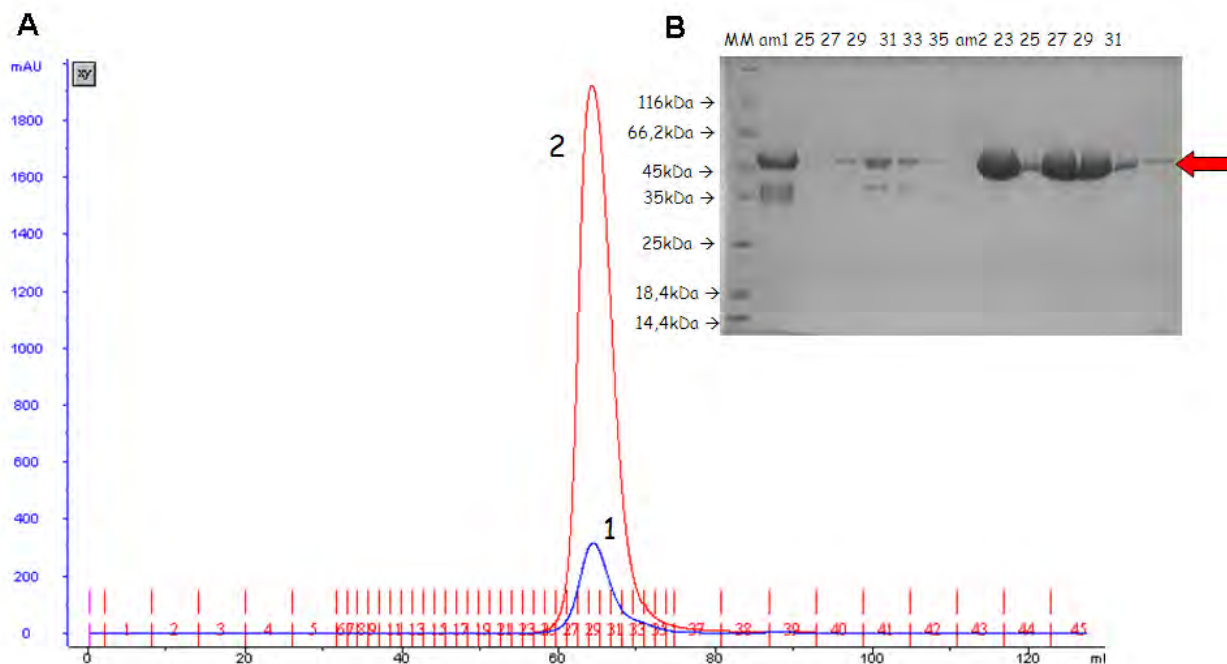 A
mAU
xy
1800
1600
1400
1200
1000
800
600
400
200
0
2
1
1 2 3 4 5 9 11 13 15 17 19 21 23 27 29 31 33 37 38 39 40 41 42 43 44 45
0 20 40 60 80 100 120 ml
B
MM am1 25 27 29 31 33 35 am2 23 25 27 29 31
116kDa →
66,2kDa →
45kDa →
35kDa →
25kDa →
18,4kDa →
14,4kDa →